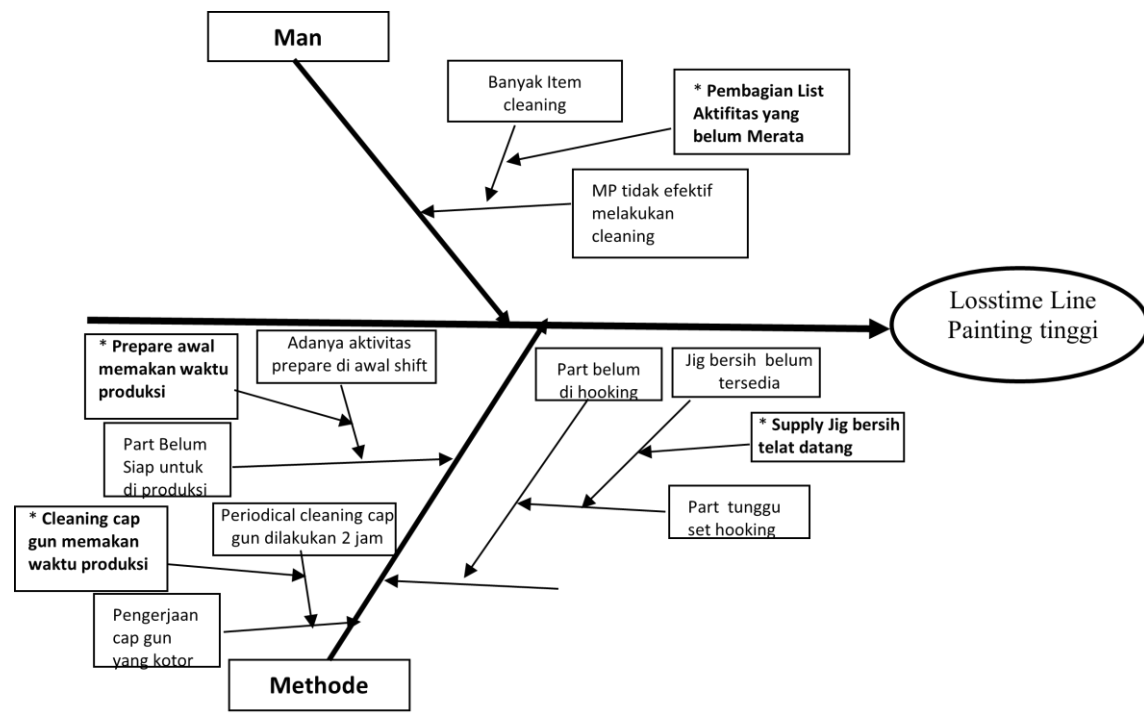 Man
Banyak Item
cleaning
* Pembagian List
Aktifitas yang
belum Merata
MP tidak efektif
melakukan
cleaning
Losstime Line
Painting tinggi
* Prepare awal
memakan waktu
produksi
Adanya aktivitas
prepare di awal shift
Part belum
di hooking
Jig bersih belum
tersedia
* Supply Jig bersih
telat datang
Part Belum
Siap untuk
di produksi
* Cleaning cap
gun memakan
waktu produksi
Periodical cleaning cap
gun dilakukan 2 jam
Part tunggu
set hooking
Pengerjaan
cap gun
yang kotor
Methode